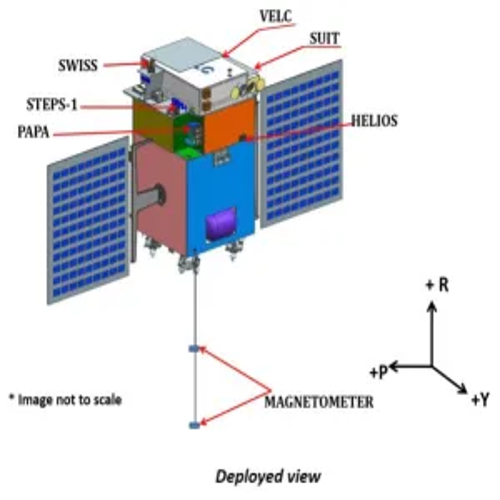 VELC
SUIT
SWISS
STEPS-1
PAPA
HELIOS
+ R
+P
+Y
* Image not to scale
MAGNETOMETER
Deployed view